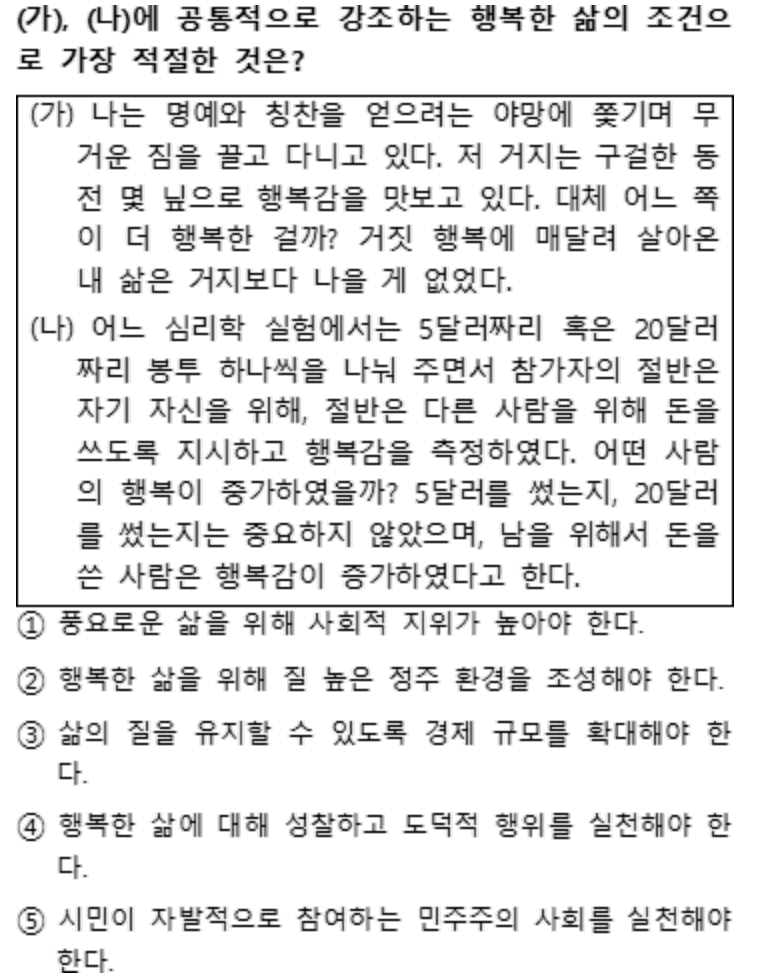 (가), (나)에 공통적으로 강조하는 행복한 삶의 조건으
로 가장 적절한 것은?
(가) 나는 명예와 칭찬을 얻으려는 야망에 쫓기며 무
거운 짐을 끌고 다니고 있다. 저 거지는 구걸한 동
전 몇 닢으로 행복감을 맛보고 있다. 대체 어느 쪽
이 더 행복한 걸까? 거짓 행복에 매달려 살아온
내 삶은 거지보다 나을 게 없었다.
(나) 어느 심리학 실험에서는 5달러짜리 혹은 20달러
짜리 봉투 하나씩을 나눠 주면서 참가자의 절반은
자기 자신을 위해, 절반은 다른 사람을 위해 돈을
쓰도록 지시하고 행복감을 측정하였다. 어떤 사람
의 행복이 증가하였을까? 5달러를 썼는지, 20달러
를 썼는지는 중요하지 않았으며, 남을 위해서 돈을
쓴 사람은 행복감이 증가하였다고 한다.
① 풍요로운 삶을 위해 사회적 지위가 높아야 한다.
② 행복한 삶을 위해 질 높은 정주 환경을 조성해야 한다.
③ 삶의 질을 유지할 수 있도록 경제 규모를 확대해야 한
다.
④ 행복한 삶에 대해 성찰하고 도덕적 행위를 실천해야 한
다.
⑤ 시민이 자발적으로 참여하는 민주주의 사회를 실천해야
한다.